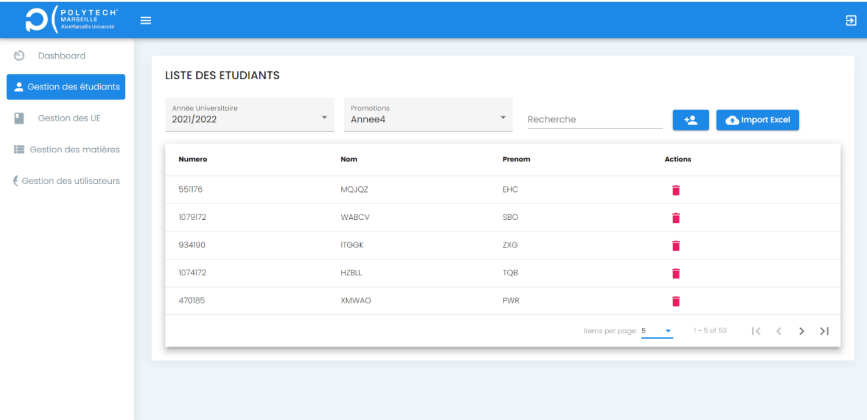 POLYTECH'
MARSEILLE
Aix*Marseille Université
Dashboard
Gestion des étudiants
Gestion des UE
Gestion des matières
Gestion des utilisateurs
LISTE DES ETUDIANTS
Année Universitaire
2021/2022
Promotions
Annee4
Recherche
Import Excel
Numero Nom Prenom Actions
551176 MQJQZ EHC
1079172 WABCV SBO
934190 ITGGK ZXG
1074172 HZBLL TQB
470185 XMWAO PWR
Items per page: 5 1 – 5 of 53